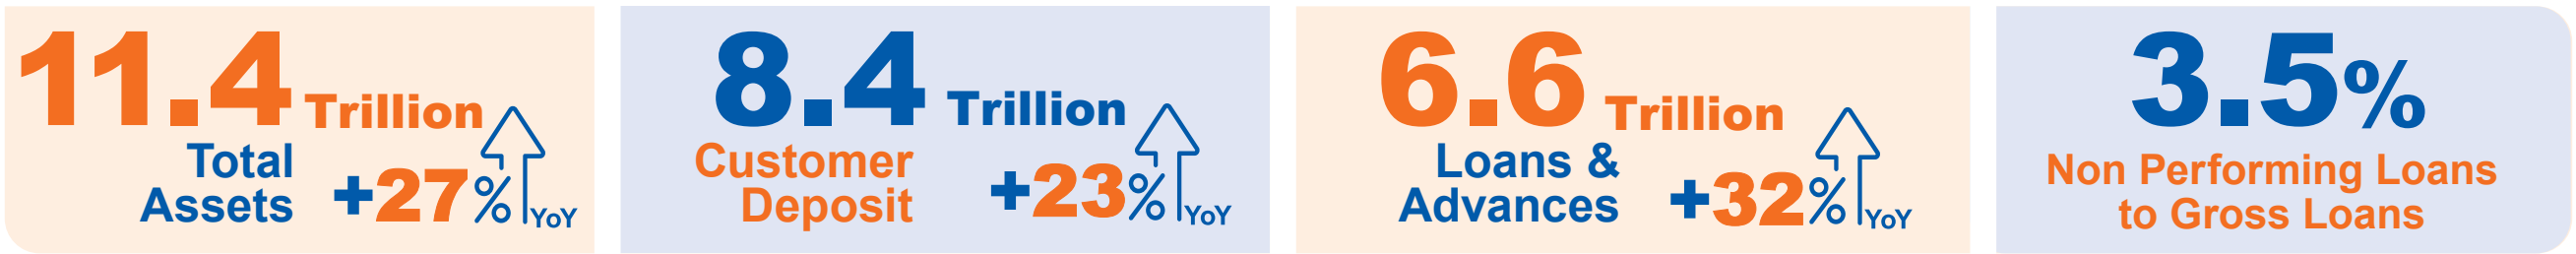 11.4 Trillion
Total
Assets
+27% YoY
8.4 Trillion
Customer
Deposit
+23% YoY
6.6 Trillion
Loans &
Advances
+32% YoY
3.5%
Non Performing Loans
to Gross Loans